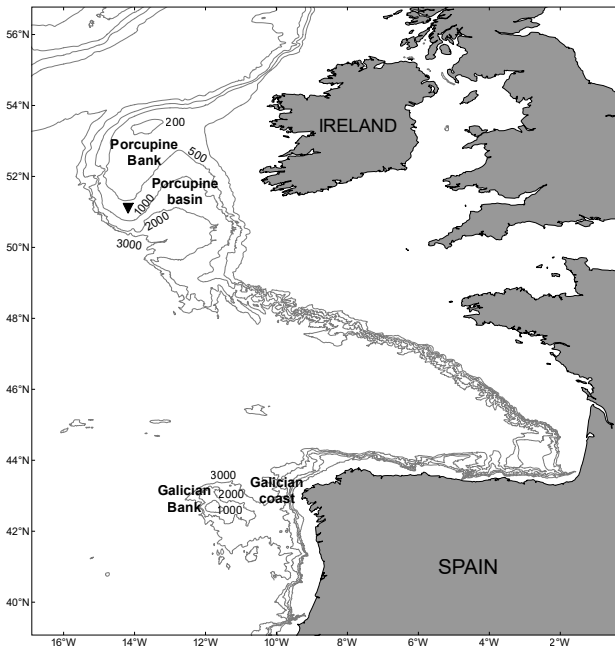 56°N
54°N
200
IRELAND
Porcupine
Bank
500
52°N
Porcupine
basin
1000
2000
3000
50°N
48°N
46°N
44°N
3000
Galician
Bank
2000
1000
Galician
coast
42°N
SPAIN
40°N
16°W 14°W 12°W 10°W 8°W 6°W 4°W 2°W